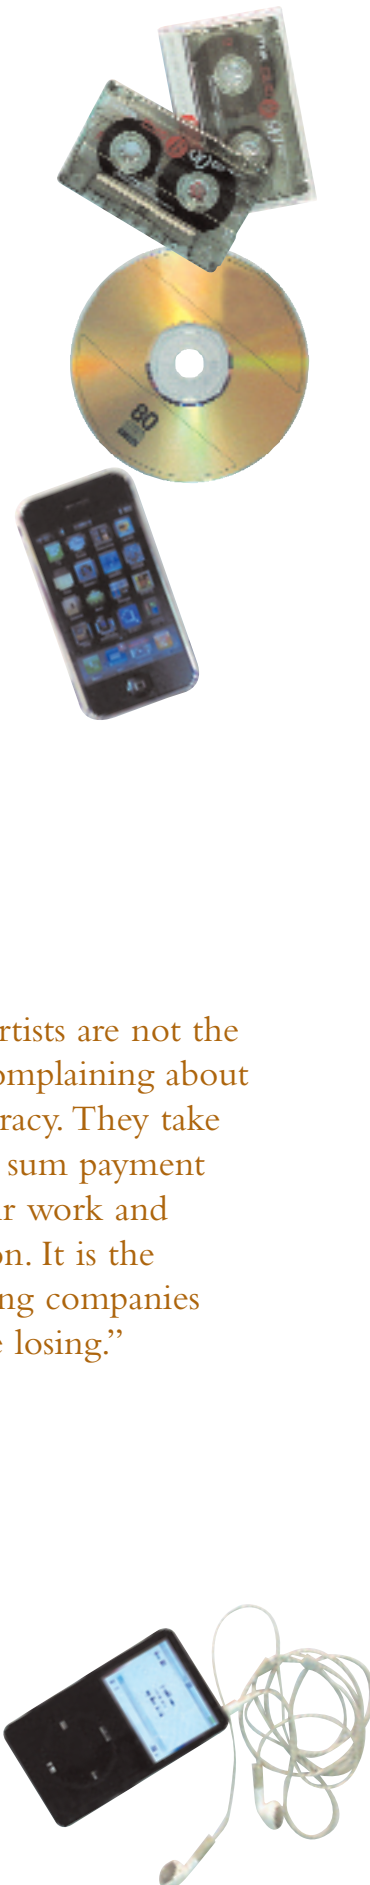 80
rtists are not the
omplaining about
racy. They take
sum payment
r work and
on. It is the
ng companies
e losing.”